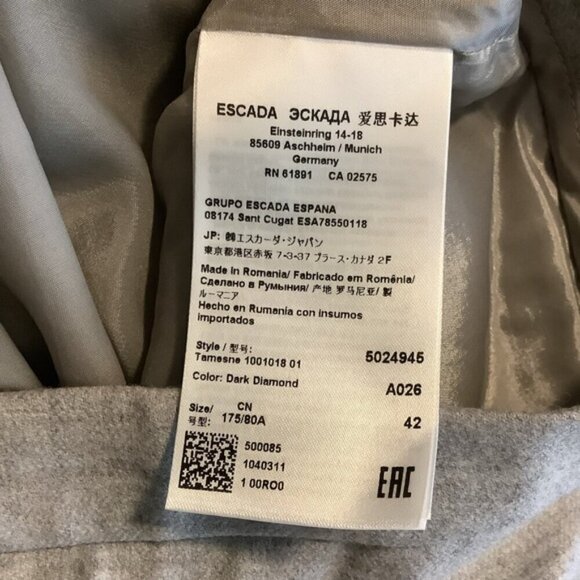 ESCADA ЭСКАДА 爱思卡达
Einsteinring 14-18
85609 Aschheim / Munich
Germany
RN 61891 CA 02575
GRUPO ESCADA ESPANA
08174 Sant Cugat ESA78550118
JP: ㈱エスカーダ・ジャパン
東京都港区赤坂 7-3-37 プラース・カナダ 2F
Made in Romania/ Fabricado em Romênia/
Сделано в Румыния/ 产地 罗马尼亚/ 製
ルーマニア
Hecho en Rumania con insumos
importados
Style / 型号: 5024945
Tamesne 1001018 01
Color: Dark Diamond A026
Size/ CN
号型: 175/80A 42
500085
1040311
1 00RO0
EAC